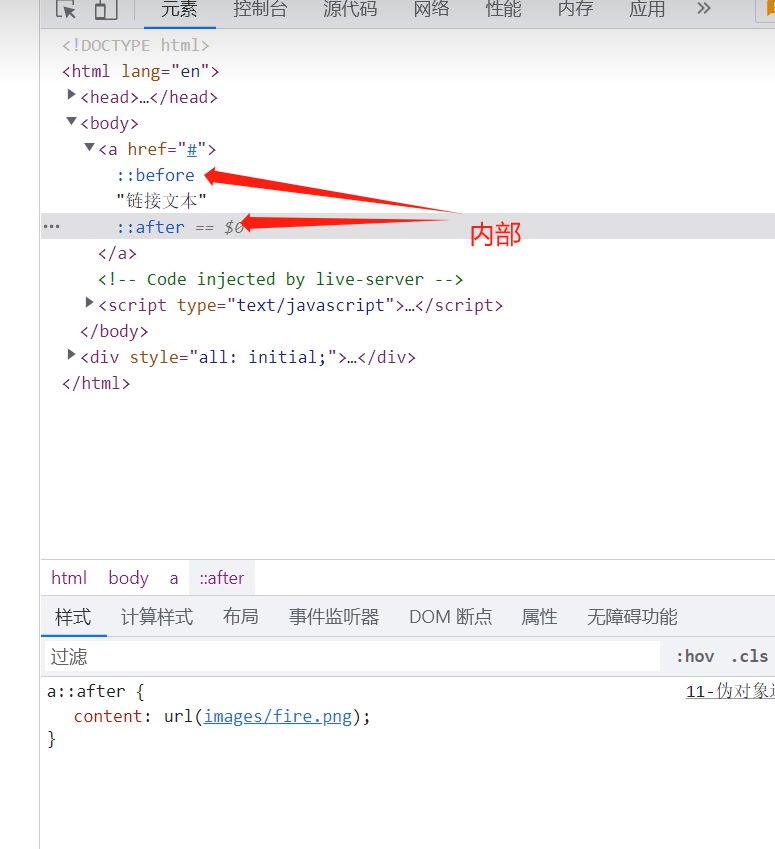 元素 控制台 源代码 网络 性能 内存 应用 »
<!DOCTYPE html>
<html lang="en">
<head>…</head>
<body>
<a href="#">
::before
"链接文本"
::after == $0
内部
</a>
<!-- Code injected by live-server -->
<script type="text/javascript">…</script>
</body>
<div style="all: initial;">…</div>
</html>
html body a ::after
样式 计算样式 布局 事件监听器 DOM 断点 属性 无障碍功能
过滤 :hov .cls
a::after { 11-伪对象
content: url(images/fire.png);
}